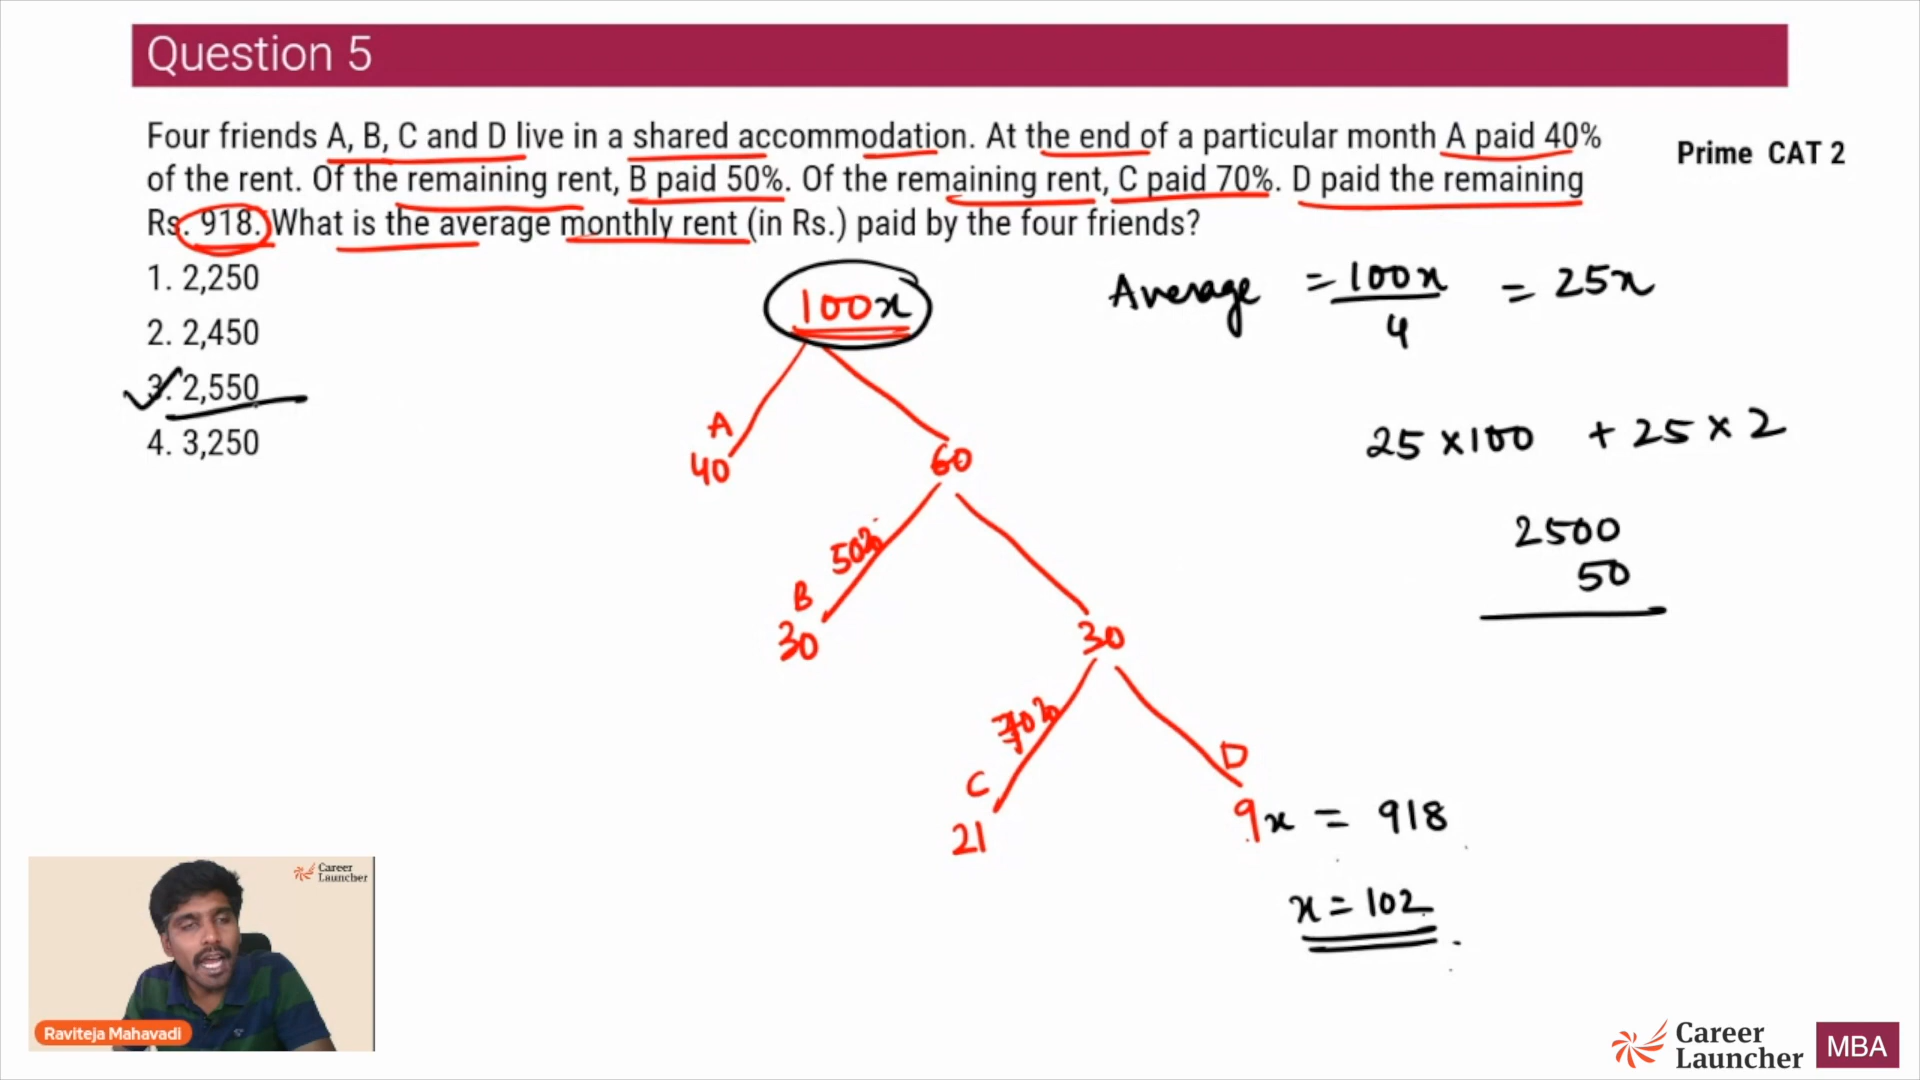 Question 5
Four friends A, B, C and D live in a shared accommodation. At the end of a particular month A paid 40%
of the rent. Of the remaining rent, B paid 50%. Of the remaining rent, C paid 70%. D paid the remaining
Rs. 918. What is the average monthly rent (in Rs.) paid by the four friends?
Prime CAT 2
1. 2,250
2. 2,450
3. 2,550
4. 3,250
100x
A
40
60
50%
B
30
30
70%
C
21
D
9x = 918
x = 102
Average = 100x/4 = 25x
25 × 100 + 25 × 2
2500
50
Career
Launcher
Raviteja Mahavadi
Career
Launcher
MBA